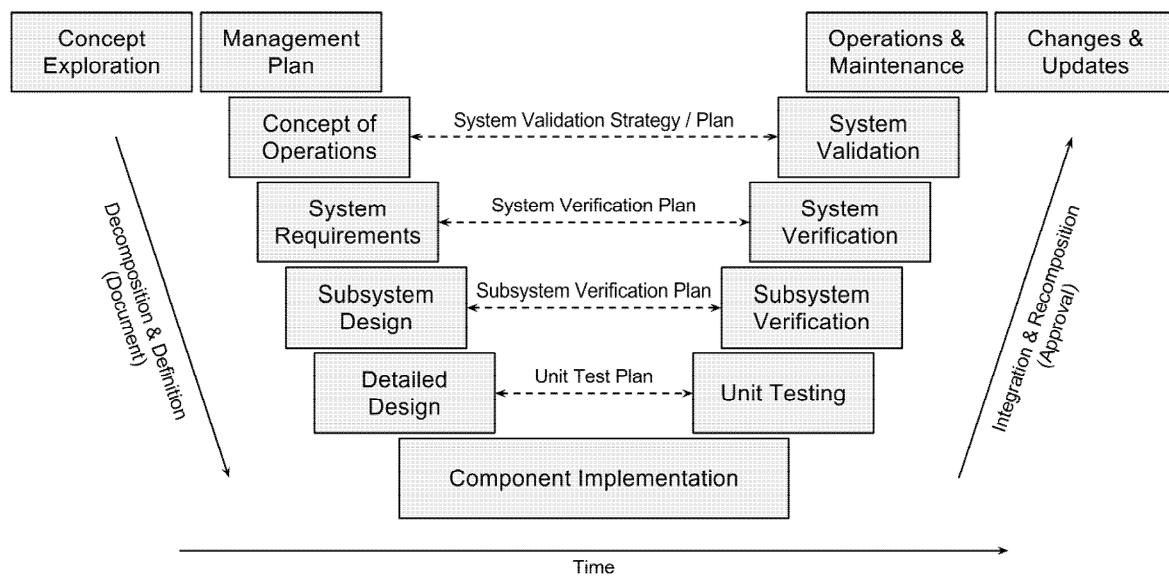 Concept
Exploration
Management
Plan
Operations &
Maintenance
Changes &
Updates
Concept of
Operations
System Validation Strategy / Plan
System
Validation
System
Requirements
System Verification Plan
System
Verification
Subsystem
Design
Subsystem Verification Plan
Subsystem
Verification
Detailed
Design
Unit Test Plan
Unit Testing
Component Implementation
Decomposition & Definition
(Document)
Integration & Recomposition
(Approval)
Time